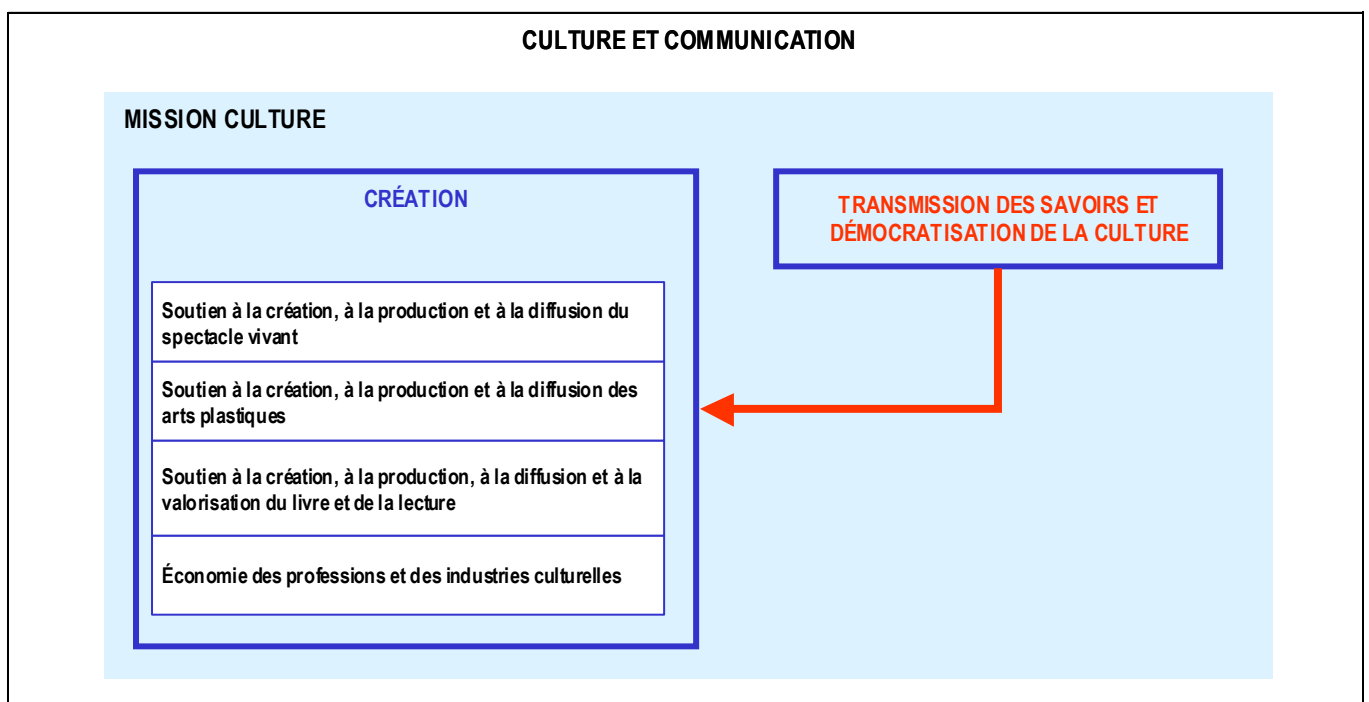 CULTURE ET COMMUNICATION
MISSION CULTURE
CRÉATION
Soutien à la création, à la production et à la diffusion du
spectacle vivant
Soutien à la création, à la production et à la diffusion des
arts plastiques
Soutien à la création, à la production, à la diffusion et à la
valorisation du livre et de la lecture
Économie des professions et des industries culturelles
TRANSMISSION DES SAVOIRS ET
DÉMOCRATISATION DE LA CULTURE